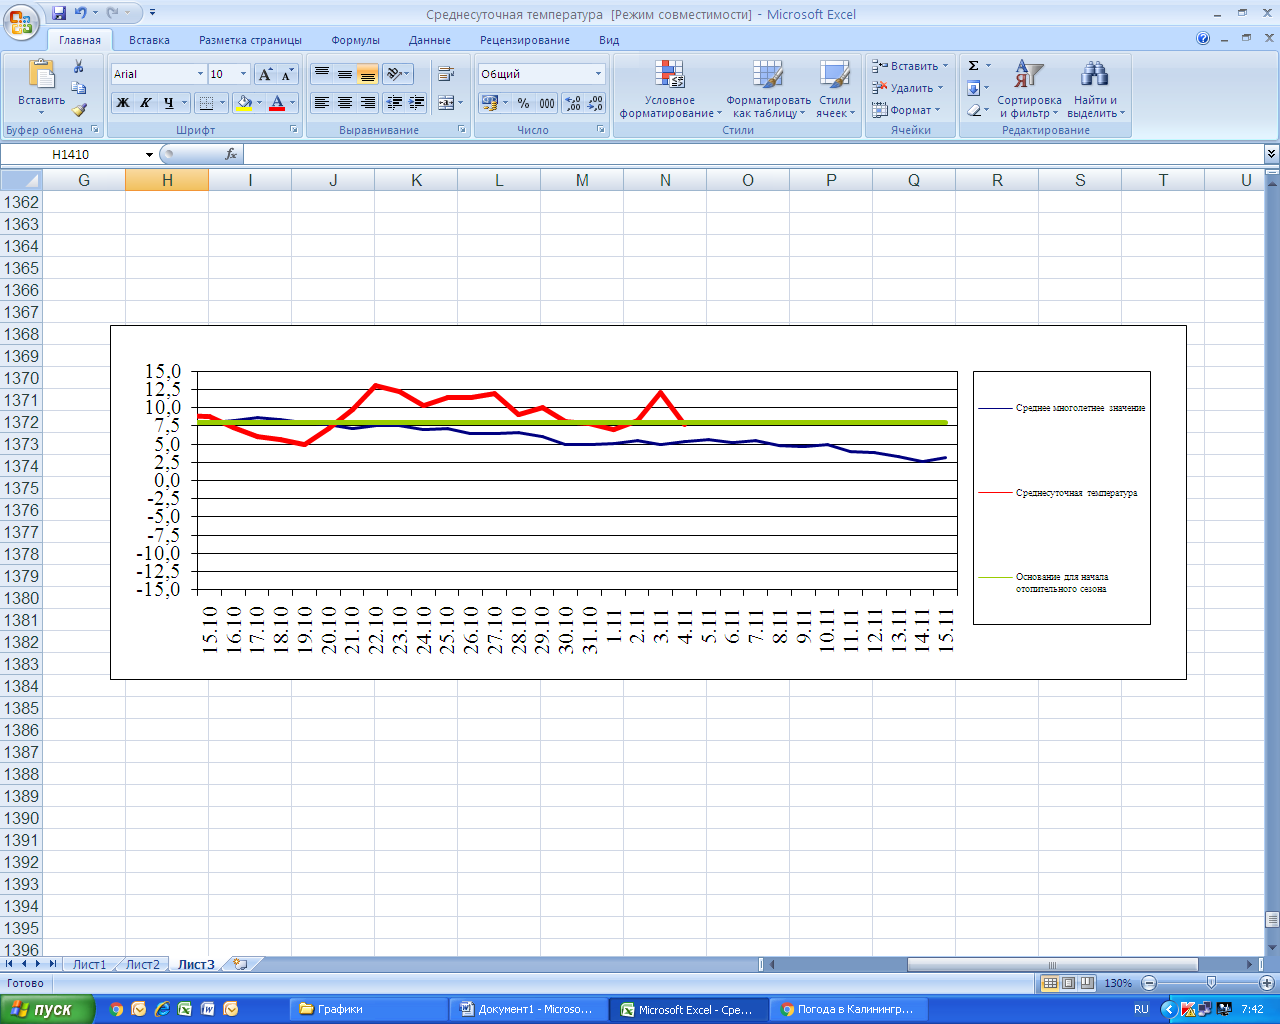 Среднесуточная температура [Режим совместимости] - Microsoft Excel
Главная Вставка Разметка страницы Формулы Данные Рецензирование Вид
Вставить
Буфер обмена
Arial 10
Ж К Ч
Шрифт
Выравнивание
Общий
% 000
Число
Условное форматирование
Форматировать как таблицу
Стили ячеек
Стили
Вставить
Удалить
Формат
Ячейки
Сортировка и фильтр
Найти и выделить
Редактирование
H1410 fx
G H I J K L M N O P Q R S T U
1362
1363
1364
1365
1366
1367
1368
1369
1370
1371
1372
1373
1374
1375
1376
1377
1378
1379
1380
1381
1382
1383
1384
1385
1386
1387
1388
1389
1390
1391
1392
1393
1394
1395
1396
15,0
12,5
10,0
7,5
5,0
2,5
0,0
-2,5
-5,0
-7,5
-10,0
-12,5
-15,0
15.10 16.10 17.10 18.10 19.10 20.10 21.10 22.10 23.10 24.10 25.10 26.10 27.10 28.10 29.10 30.10 31.10 1.11 2.11 3.11 4.11 5.11 6.11 7.11 8.11 9.11 10.11 11.11 12.11 13.11 14.11 15.11
Среднее многолетнее значение
Среднесуточная температура
Основание для начала
отопительного сезона
Лист1 Лист2 Лист3
Готово 130%
пуск Графики Документ1 - Microso... Microsoft Excel - Сре... Погода в Калинингр... RU 7:42